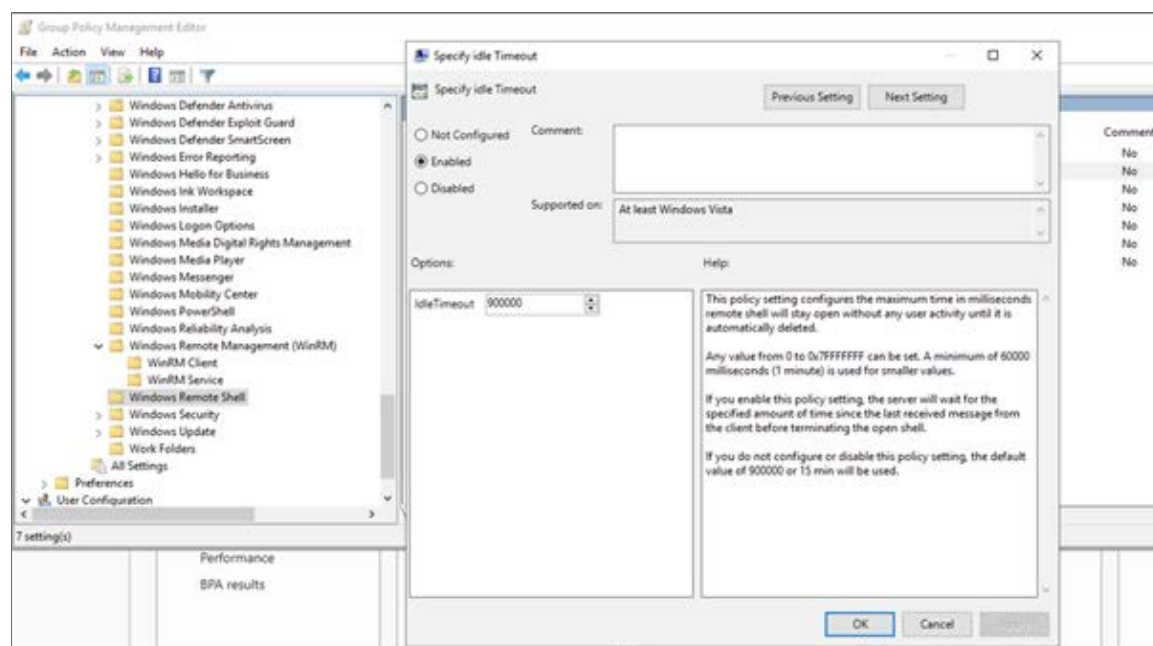 Group Policy Management Editor
File Action View Help
Windows Defender Antivirus
Windows Defender Exploit Guard
Windows Defender SmartScreen
Windows Error Reporting
Windows Hello for Business
Windows Ink Workspace
Windows Installer
Windows Logon Options
Windows Media Digital Rights Management
Windows Media Player
Windows Messenger
Windows Mobility Center
Windows PowerShell
Windows Reliability Analysis
Windows Remote Management (WinRM)
WinRM Client
WinRM Service
Windows Remote Shell
Windows Security
Windows Update
Work Folders
All Settings
Preferences
User Configuration
7 setting(s)
Performance
BPA results
Specify idle Timeout
Specify idle Timeout
Previous Setting Next Setting
Not Configured
Enabled
Disabled
Comment:
Supported on: At least Windows Vista
Options:
Help:
IdleTimeout 900000
This policy setting configures the maximum time in milliseconds
remote shell will stay open without any user activity until it is
automatically deleted.
Any value from 0 to 0x7FFFFFFF can be set. A minimum of 60000
milliseconds (1 minute) is used for smaller values.
If you enable this policy setting, the server will wait for the
specified amount of time since the last received message from
the client before terminating the open shell.
If you do not configure or disable this policy setting, the default
value of 900000 or 15 min will be used.
OK Cancel
Comment
No
No
No
No
No
No
No